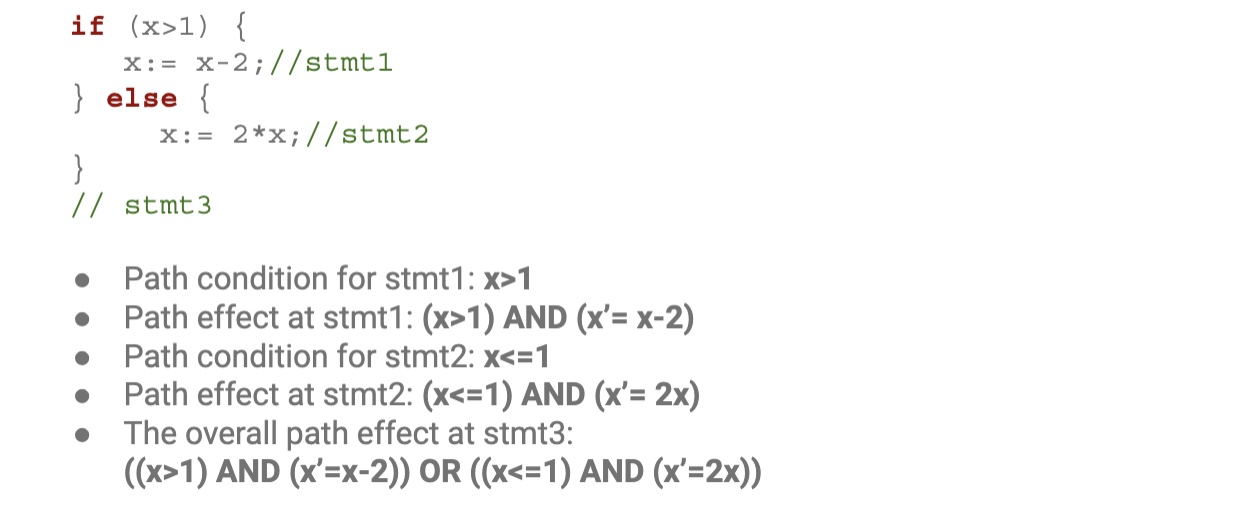 if (x>1) {
x:= x-2;//stmt1
} else {
x:= 2*x;//stmt2
}
// stmt3
● Path condition for stmt1: x>1
● Path effect at stmt1: (x>1) AND (x’= x-2)
● Path condition for stmt2: x<=1
● Path effect at stmt2: (x<=1) AND (x’= 2x)
● The overall path effect at stmt3:
((x>1) AND (x’=x-2)) OR ((x<=1) AND (x’=2x))